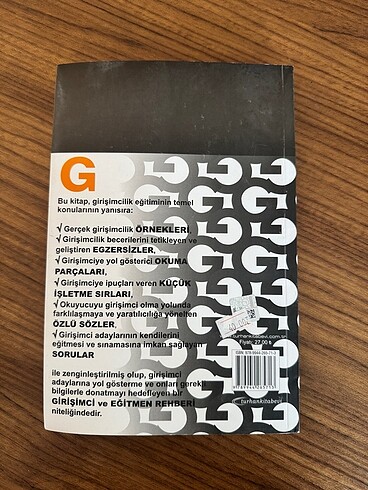 G
Bu kitap, girişimcilik eğitiminin temel
konularının yanısıra:
√ Gerçek girişimcilik ÖRNEKLERİ,
√ Girişimcilik becerilerini tetikleyen ve
geliştiren EGZERSİZLER,
√ Girişimciye yol gösterici OKUMA
PARÇALARI,
√ Girişimciye ipuçları veren KÜÇÜK
İŞLETME SIRLARI,
√ Okuyucuyu girişimci olma yolunda
farklılaşmaya ve yaratıcılığa yönelten
ÖZLÜ SÖZLER,
√ Girişimci adaylarının kendilerini
eğitmesi ve sınamasına imkan sağlayan
SORULAR
ile zenginleştirilmiş olup, girişimci
adaylarına yol gösterme ve onları gerekli
bilgilerle donatmayı hedefleyen bir
GİRİŞİMCİ ve EĞİTMEN REHBERİ
niteliğindedir.
turhankitabevi.com.tr
Fiyatı: 27,00 ₺
turhankitabevi